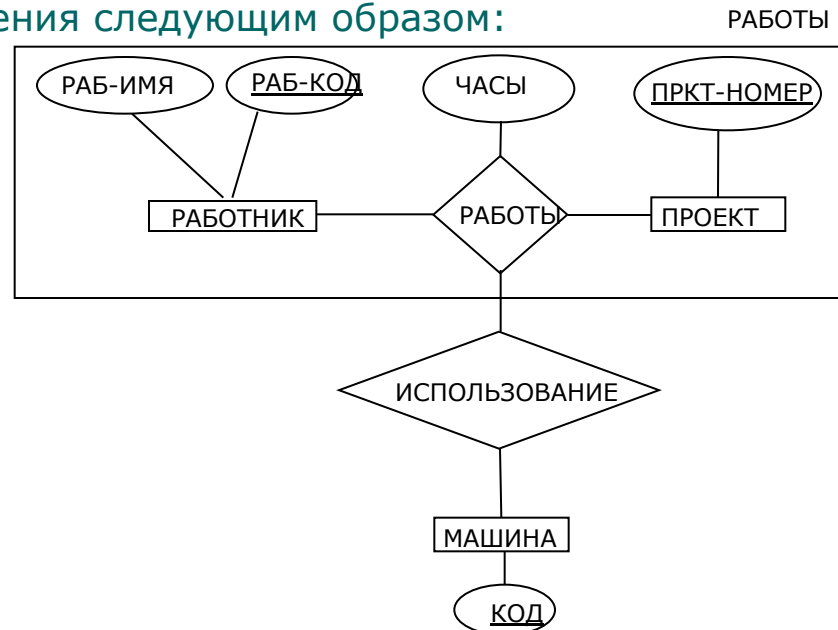 ения следующим образом:
РАБОТЫ
РАБ-ИМЯ
РАБ-КОД
ЧАСЫ
ПРКТ-НОМЕР
РАБОТНИК
РАБОТЫ
ПРОЕКТ
ИСПОЛЬЗОВАНИЕ
МАШИНА
КОД